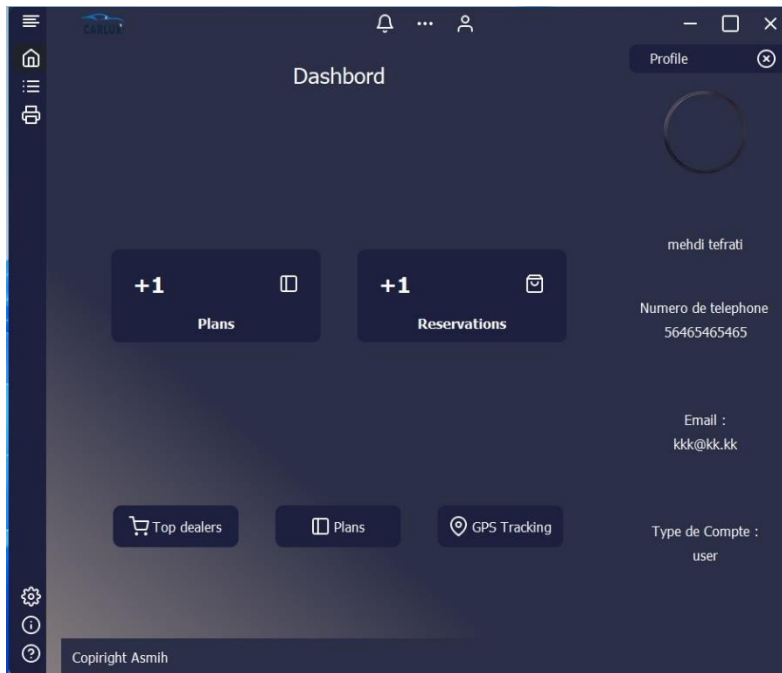 CARLUX
Dashbord
Profile
mehdi tefrati
+1
Plans
+1
Reservations
Numero de telephone
56465465465
Email :
kkk@kk.kk
Top dealers
Plans
GPS Tracking
Type de Compte :
user
Copiright Asmih